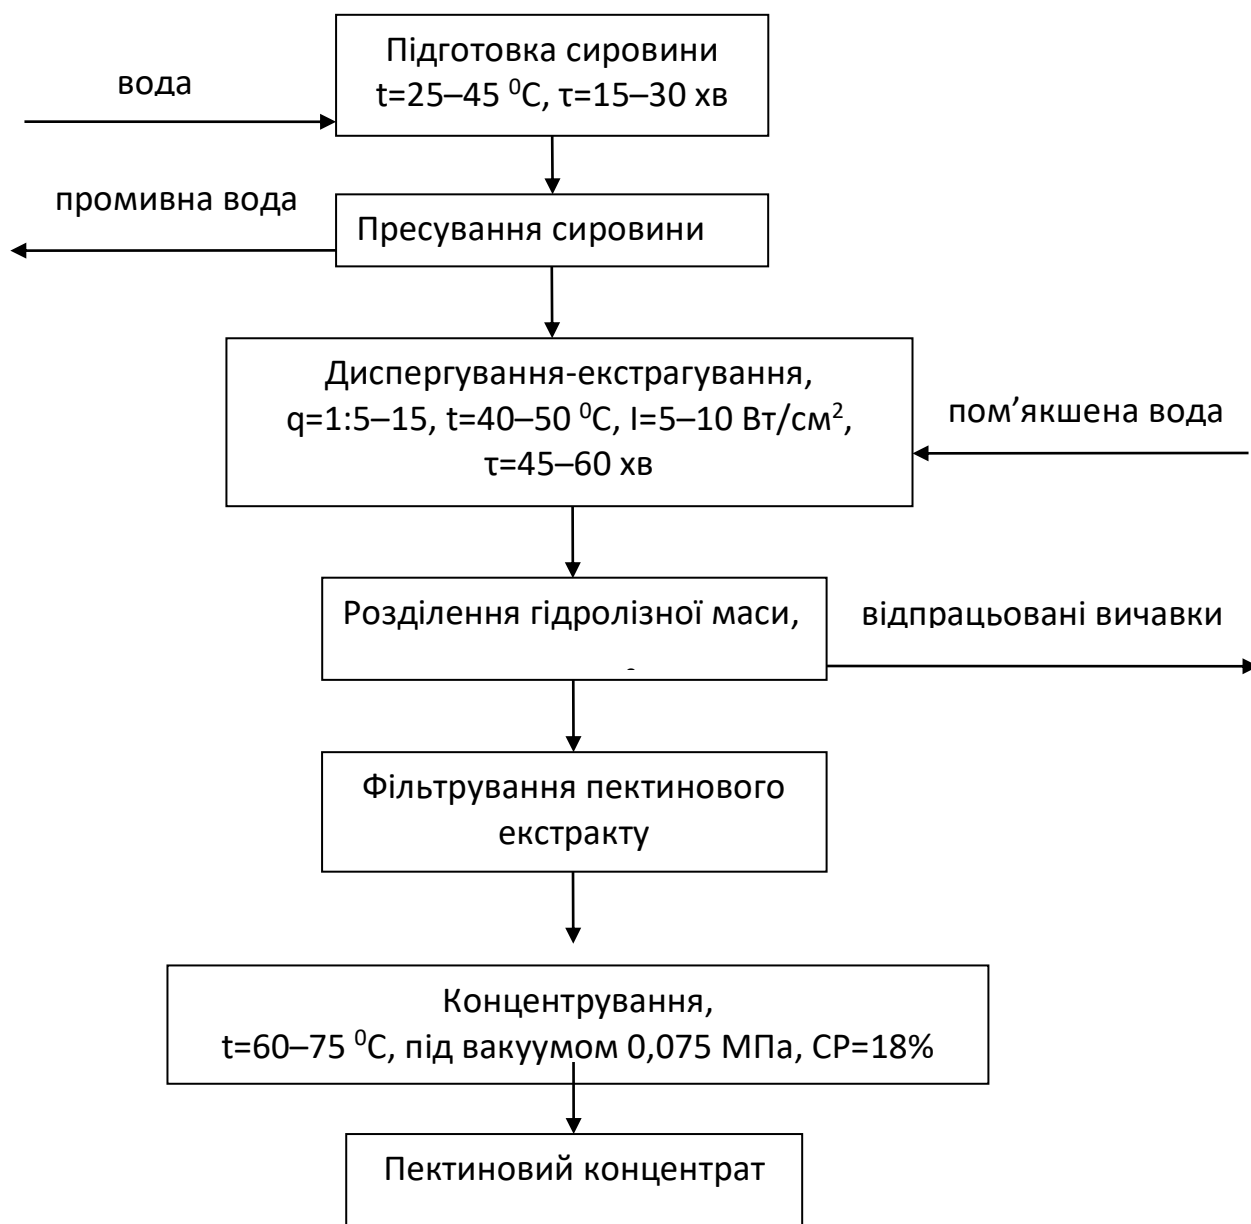 Підготовка сировини
t=25–45 ⁰С, τ=15–30 хв
вода
промивна вода
Пресування сировини
Диспергування-екстрагування,
q=1:5–15, t=40–50 ⁰С, I=5–10 Вт/см²,
τ=45–60 хв
пом’якшена вода
Розділення гідролізної маси,
відпрацьовані вичавки
Фільтрування пектинового
екстракту
Концентрування,
t=60–75 ⁰С, під вакуумом 0,075 МПа, СР=18%
Пектиновий концентрат